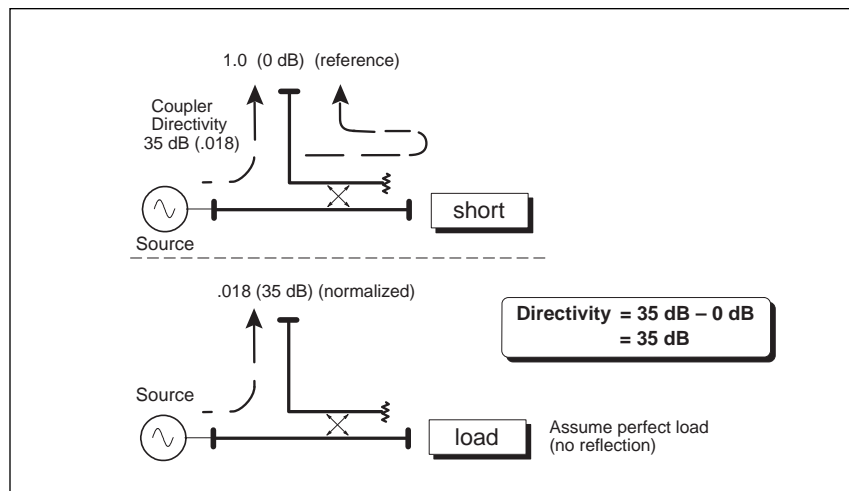 1.0 (0 dB) (reference)
Coupler
Directivity
35 dB (.018)
short
Source
.018 (35 dB) (normalized)
Directivity = 35 dB – 0 dB
= 35 dB
Source
load
Assume perfect load
(no reflection)